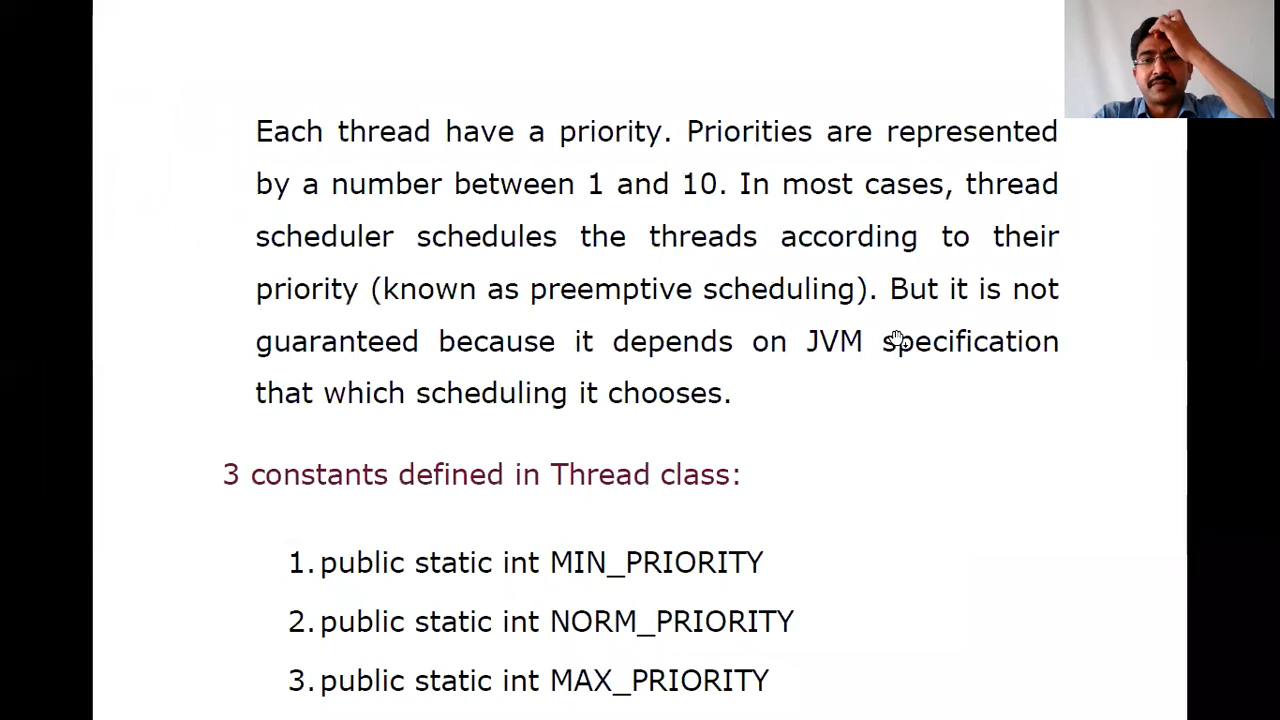 Each thread have a priority. Priorities are represented
by a number between 1 and 10. In most cases, thread
scheduler schedules the threads according to their
priority (known as preemptive scheduling). But it is not
guaranteed because it depends on JVM specification
that which scheduling it chooses.
3 constants defined in Thread class:
1. public static int MIN_PRIORITY
2. public static int NORM_PRIORITY
3. public static int MAX_PRIORITY